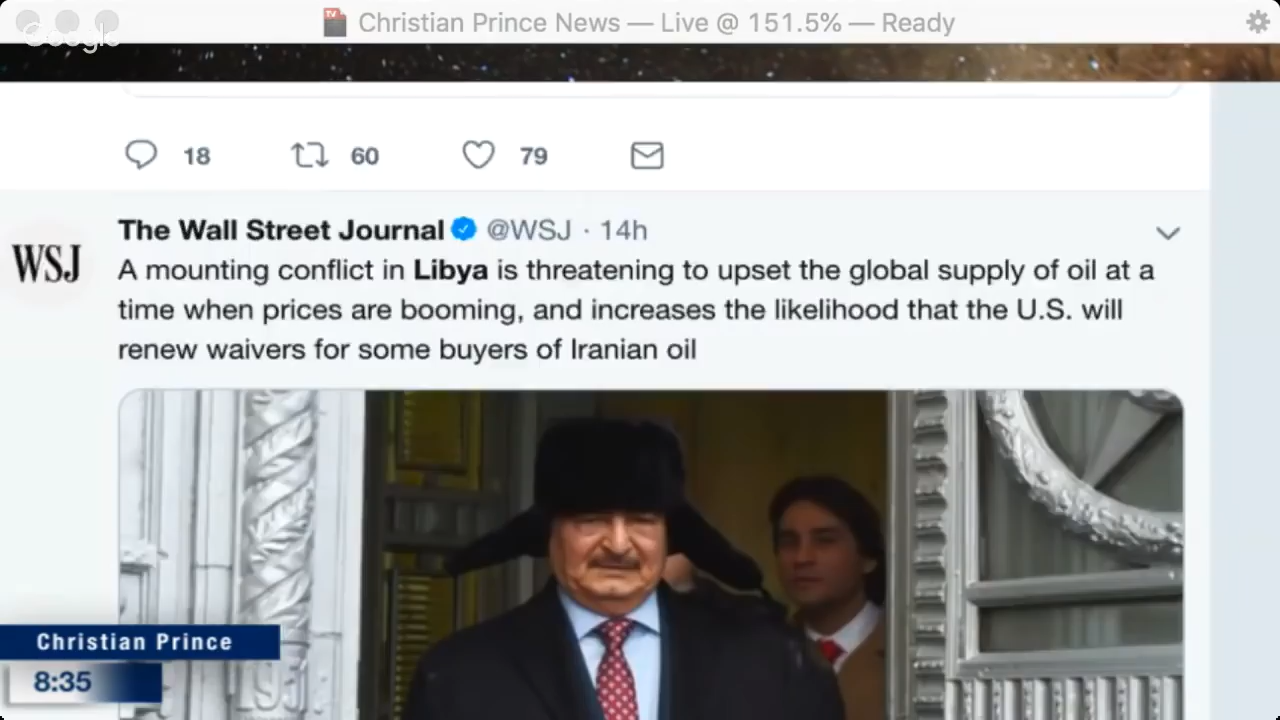 Christian Prince News — Live @ 151.5% — Ready
Google
18 60 79
The Wall Street Journal @WSJ · 14h
WSJ
A mounting conflict in Libya is threatening to upset the global supply of oil at a
time when prices are booming, and increases the likelihood that the U.S. will
renew waivers for some buyers of Iranian oil
Christian Prince
8:35